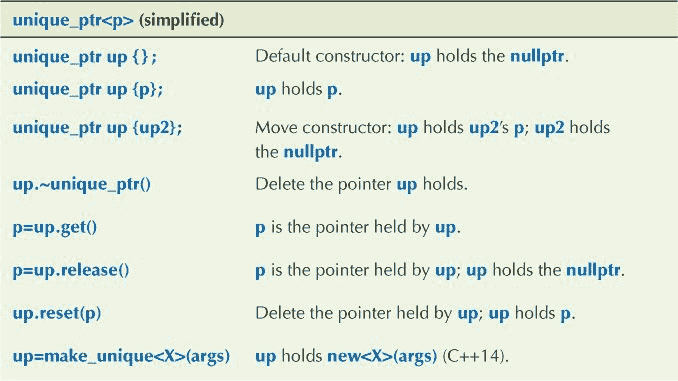 unique_ptr<p> (simplified)
unique_ptr up {}; Default constructor: up holds the nullptr.
unique_ptr up {p}; up holds p.
unique_ptr up {up2}; Move constructor: up holds up2's p; up2 holds
the nullptr.
up.~unique_ptr() Delete the pointer up holds.
p=up.get() p is the pointer held by up.
p=up.release() p is the pointer held by up; up holds the nullptr.
up.reset(p) Delete the pointer held by up; up holds p.
up=make_unique<X>(args) up holds new<X>(args) (C++14).